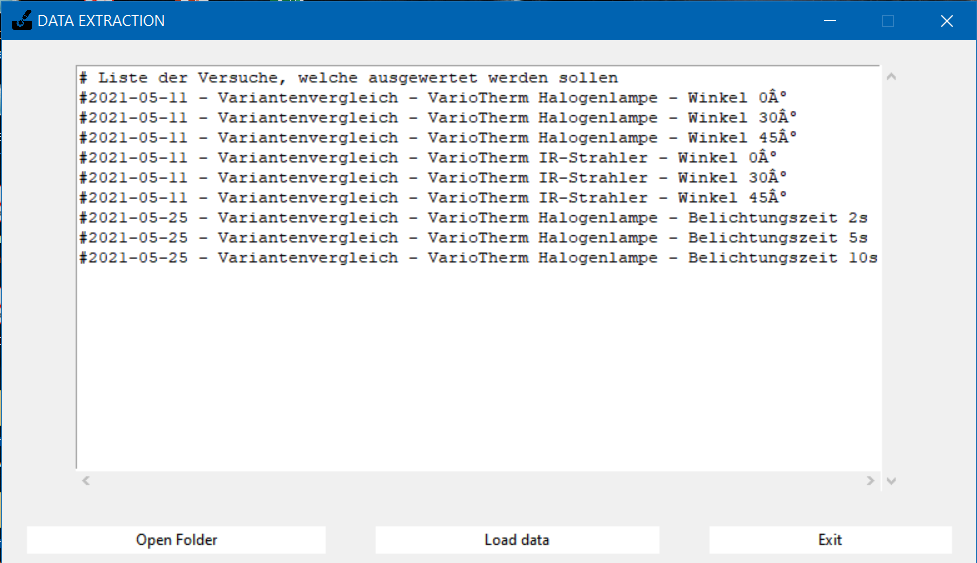 DATA EXTRACTION
# Liste der Versuche, welche ausgewertet werden sollen
#2021-05-11 - Variantenvergleich - VarioTherm Halogenlampe - Winkel 0Â°
#2021-05-11 - Variantenvergleich - VarioTherm Halogenlampe - Winkel 30Â°
#2021-05-11 - Variantenvergleich - VarioTherm Halogenlampe - Winkel 45Â°
#2021-05-11 - Variantenvergleich - VarioTherm IR-Strahler - Winkel 0Â°
#2021-05-11 - Variantenvergleich - VarioTherm IR-Strahler - Winkel 30Â°
#2021-05-11 - Variantenvergleich - VarioTherm IR-Strahler - Winkel 45Â°
#2021-05-25 - Variantenvergleich - VarioTherm Halogenlampe - Belichtungszeit 2s
#2021-05-25 - Variantenvergleich - VarioTherm Halogenlampe - Belichtungszeit 5s
#2021-05-25 - Variantenvergleich - VarioTherm Halogenlampe - Belichtungszeit 10s
Open Folder
Load data
Exit